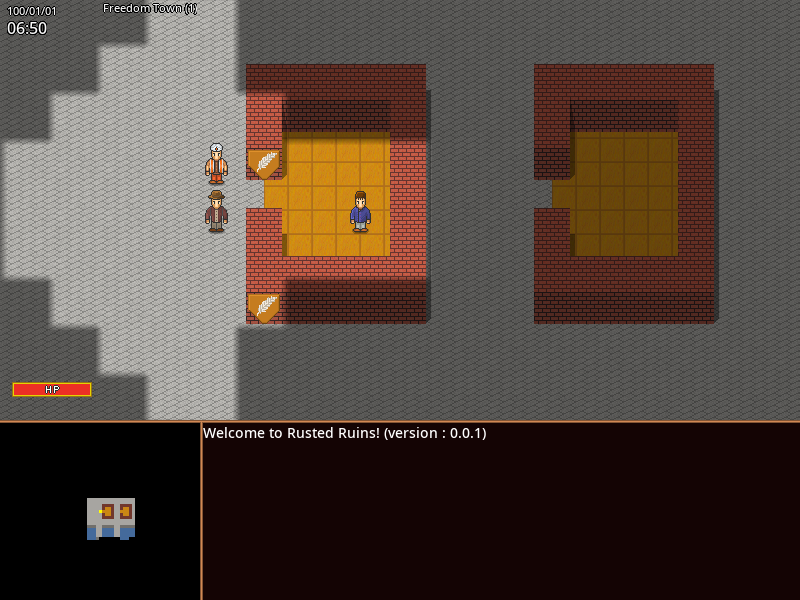 100/01/01
Freedom Town (1)
06:50
HP
Welcome to Rusted Ruins! (version : 0.0.1)